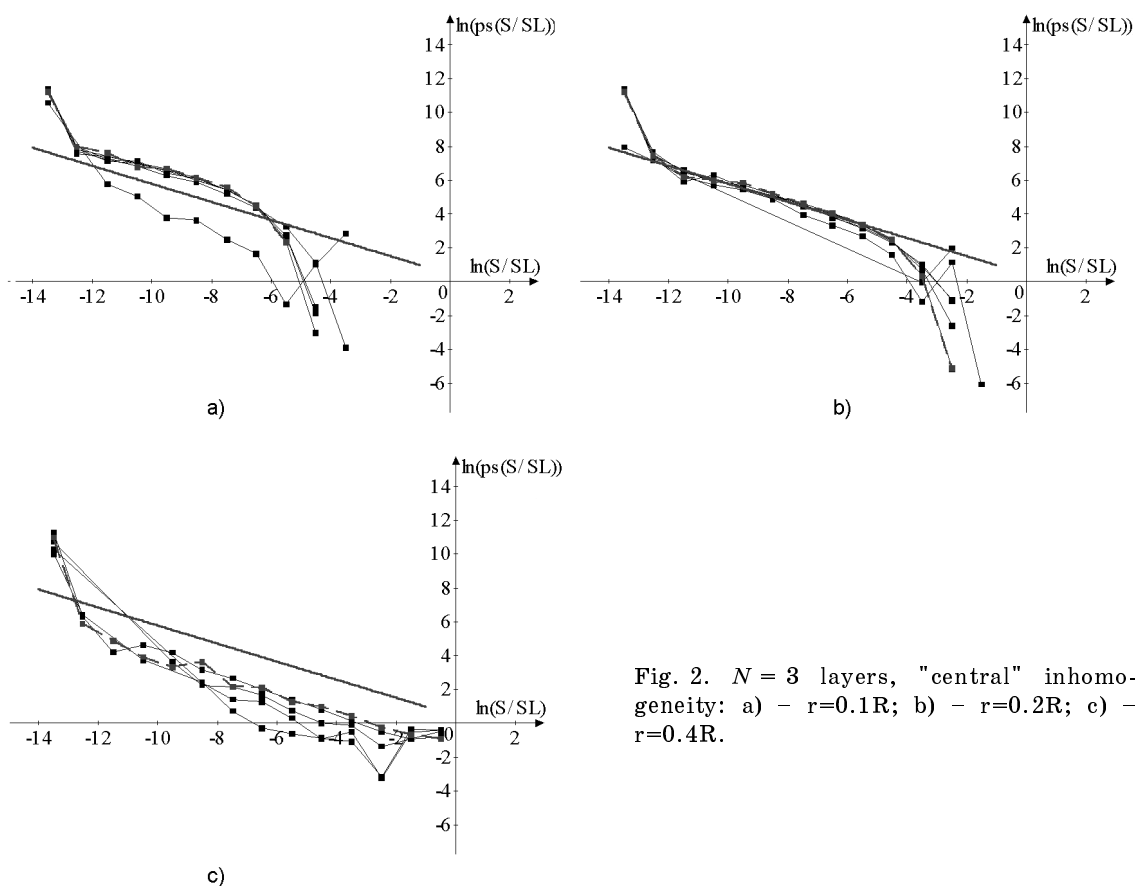 ln(ps(S/SL))
14
12
10
8
6
4
2
ln(S/SL)
-14 -12 -10 -8 -6 -4 -2 0 2
-2
-4
-6
a)
ln(ps(S/SL))
14
12
10
8
6
4
2
ln(S/SL)
-14 -12 -10 -8 -6 -4 -2 0 2
-2
-4
-6
b)
ln(ps(S/SL))
14
12
10
8
6
4
2
ln(S/SL)
-14 -12 -10 -8 -6 -4 -2 0 2
-2
-4
-6
c)
Fig. 2. N = 3 layers, "central" inhomo-
geneity: a) – r=0.1R; b) – r=0.2R; c) –
r=0.4R.